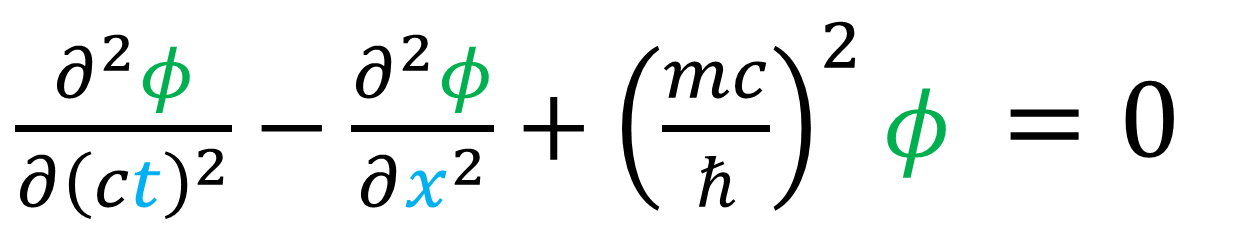 ∂²ϕ/∂(ct)² − ∂²ϕ/∂x² + (mc/ħ)² ϕ = 0